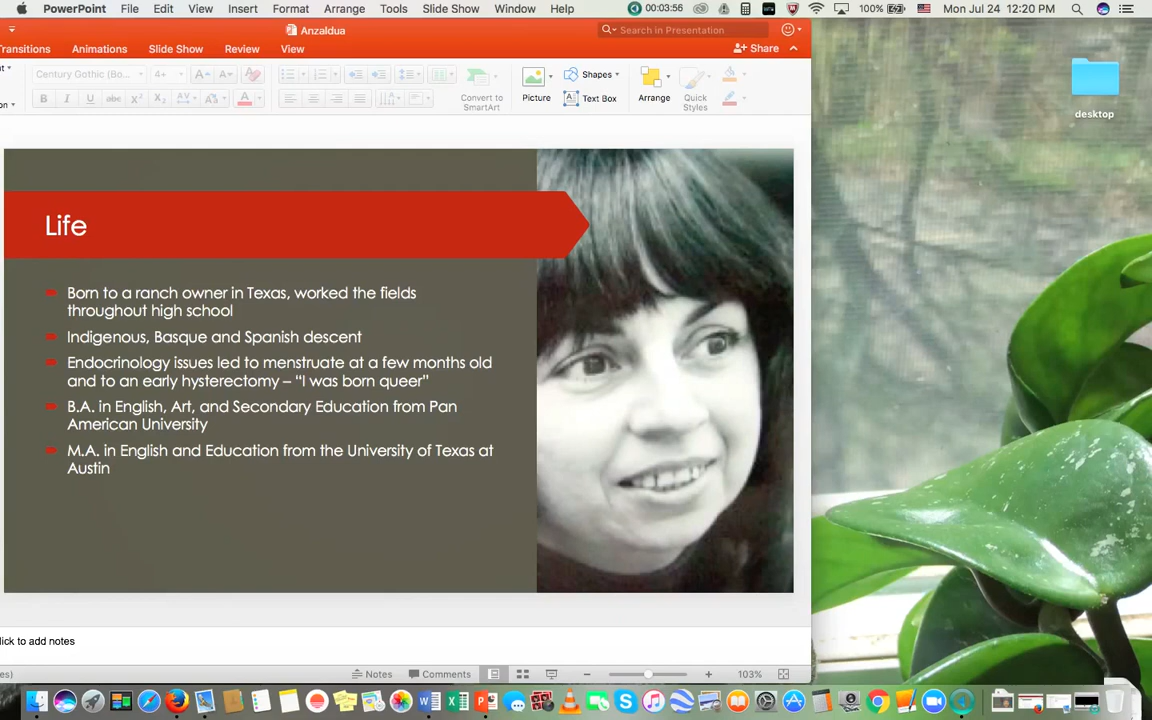 PowerPoint File Edit View Insert Format Arrange Tools Slide Show Window Help 00:03:56 100% Mon Jul 24 12:20 PM
Anzaldua
Search in Presentation
Transitions Animations Slide Show Review View
Share
Century Gothic (Bo... 4+
Convert to SmartArt
Picture
Shapes
Text Box
Arrange
Quick Styles
desktop
Life
Born to a ranch owner in Texas, worked the fields
throughout high school
Indigenous, Basque and Spanish descent
Endocrinology issues led to menstruate at a few months old
and to an early hysterectomy – “I was born queer”
B.A. in English, Art, and Secondary Education from Pan
American University
M.A. in English and Education from the University of Texas at
Austin
lick to add notes
Notes Comments 103%